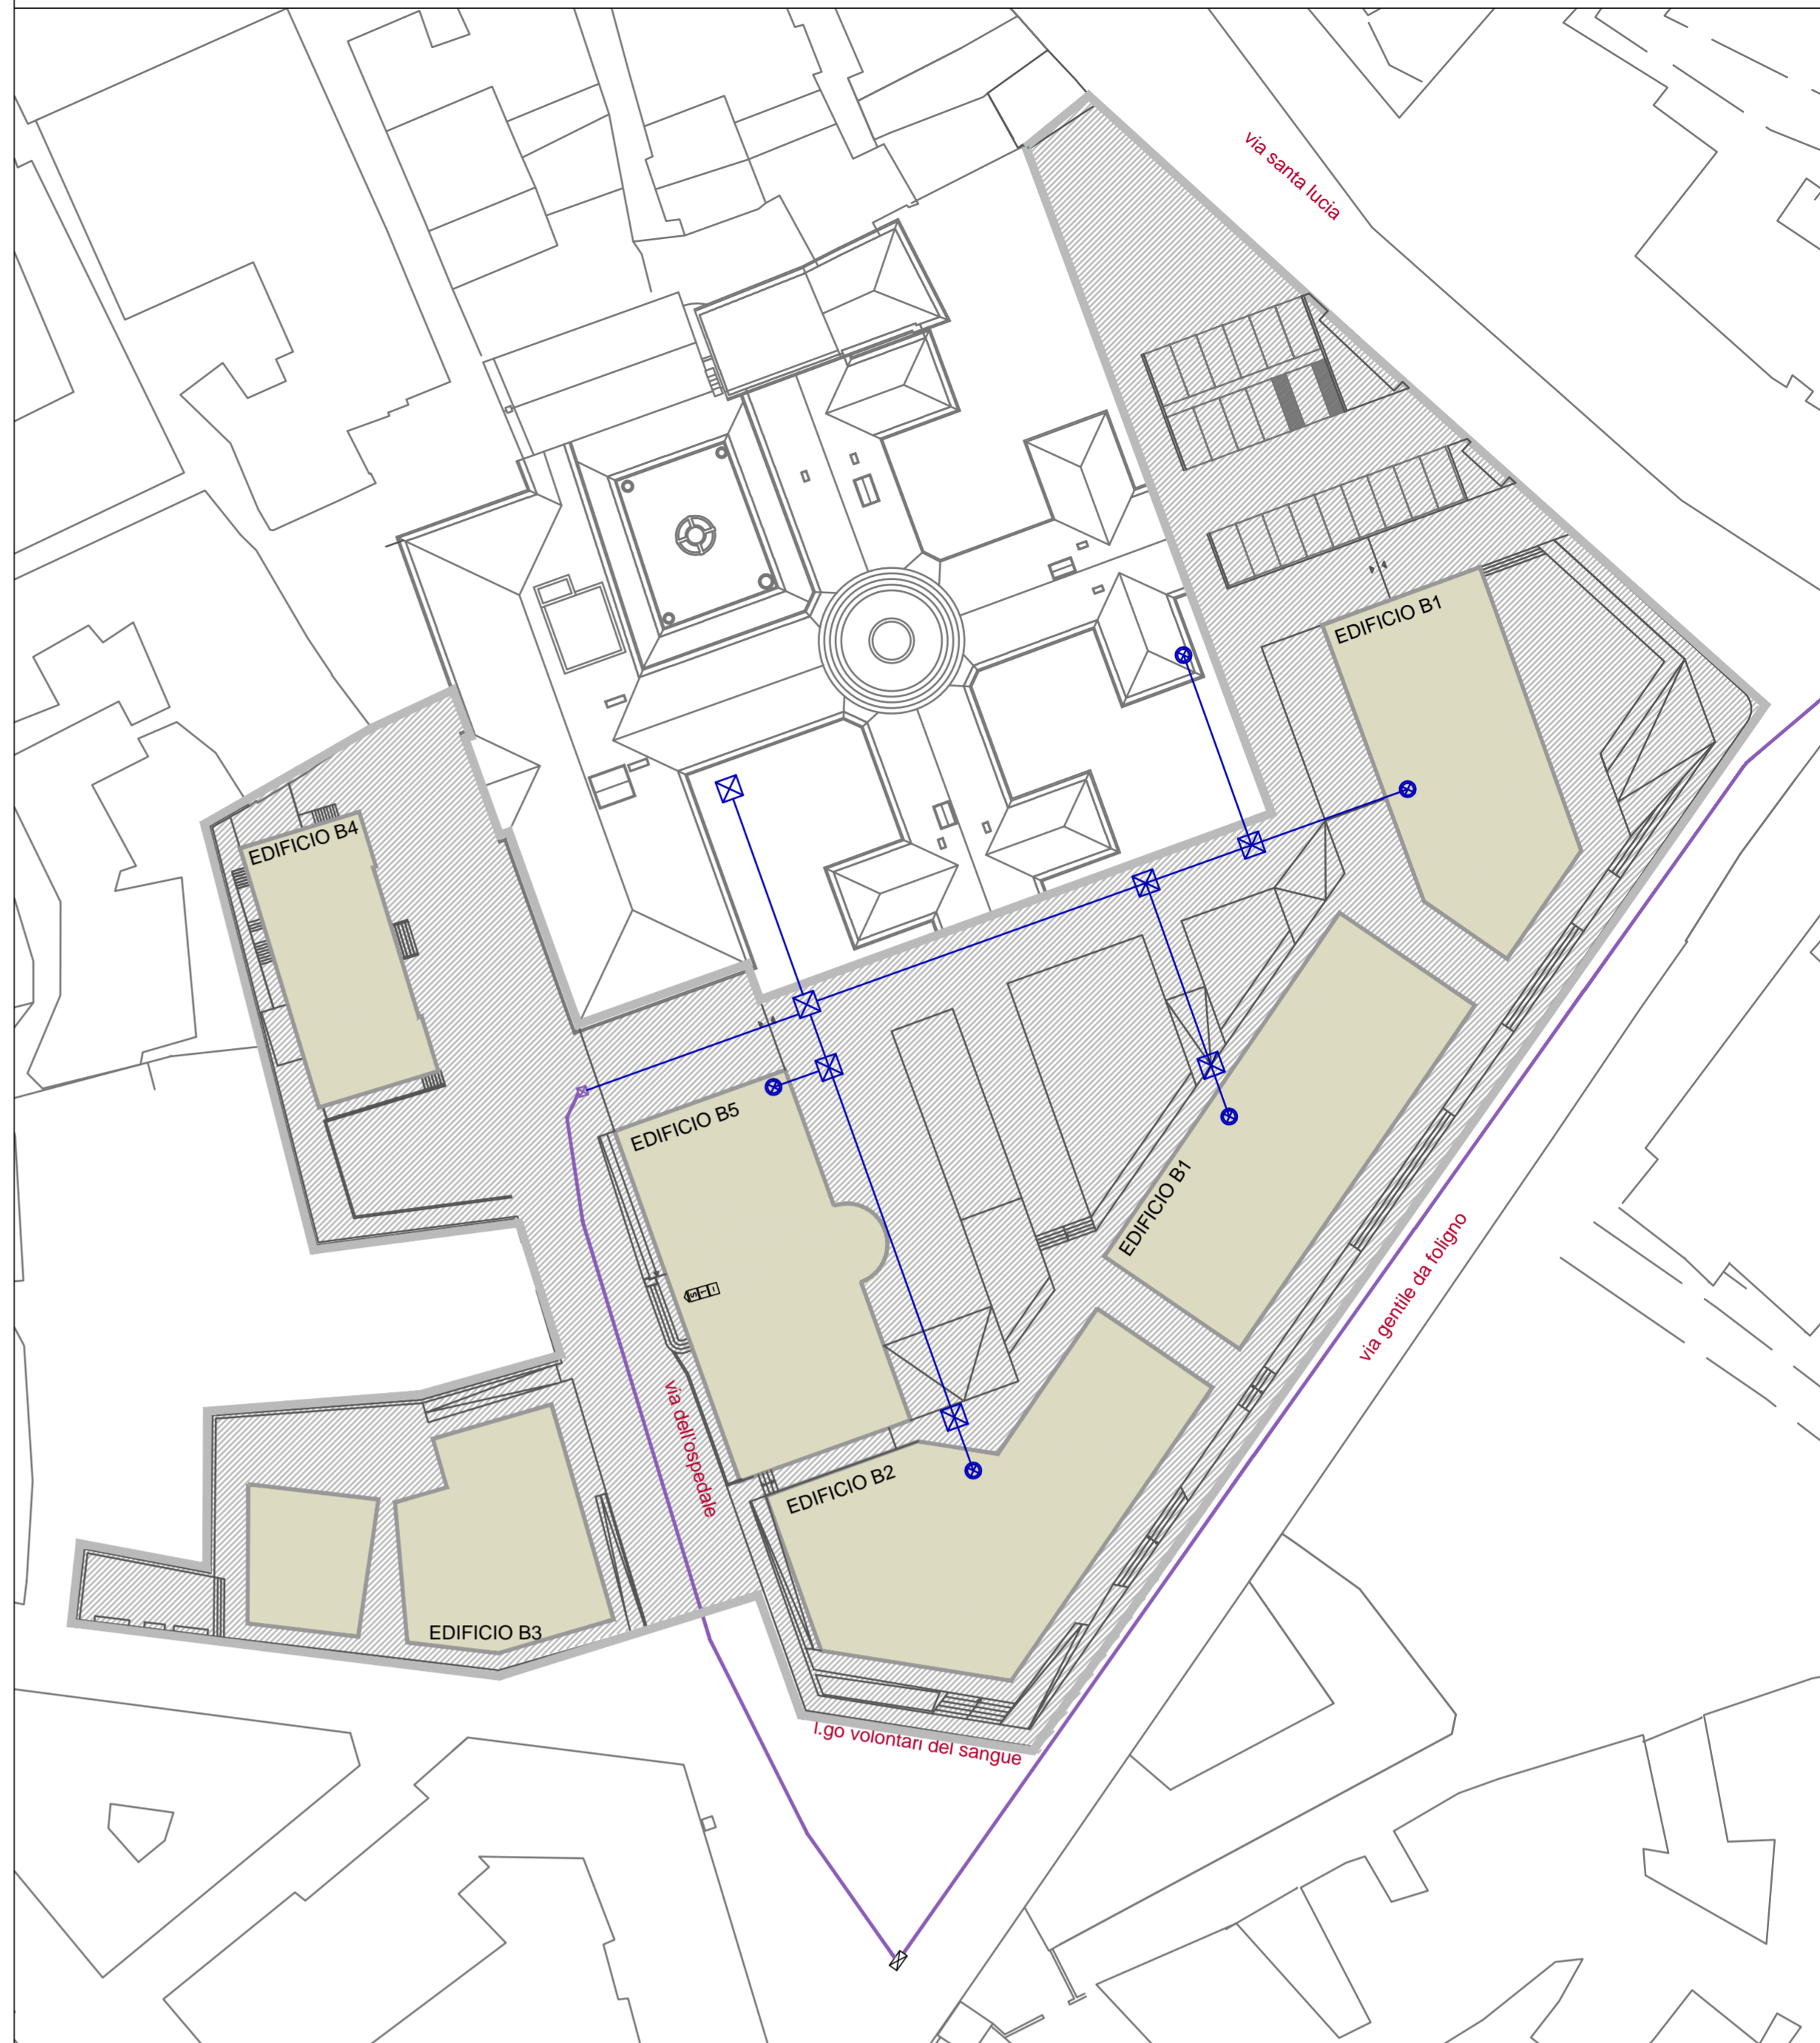 via santa lucia
EDIFICIO B1
EDIFICIO B4
EDIFICIO B5
EDIFICIO B1
via gentile da foligno
via dell'ospedale
EDIFICIO B2
EDIFICIO B3
l.go volontari del sangue